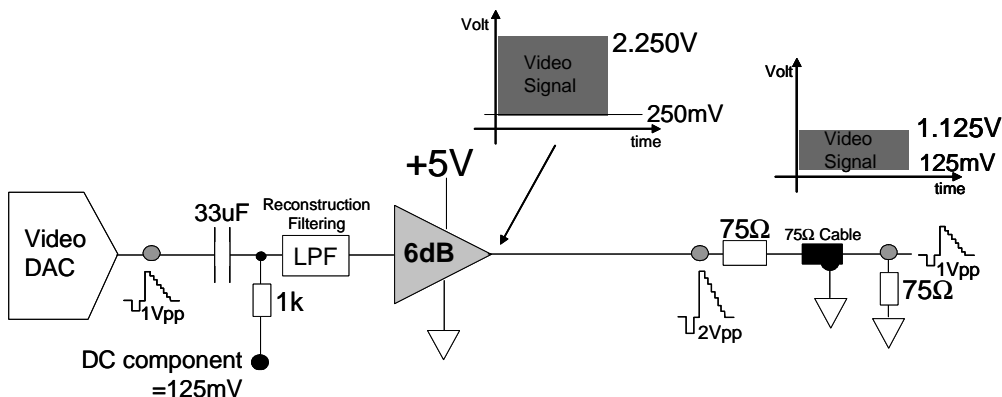 Volt
2.250V
Video
Signal
250mV
time
Volt
1.125V
Video
Signal
125mV
time
+5V
Reconstruction
Filtering
33uF
Video
DAC
LPF
6dB
75Ω
75Ω Cable
1Vpp
1k
1Vpp
75Ω
2Vpp
DC component
=125mV